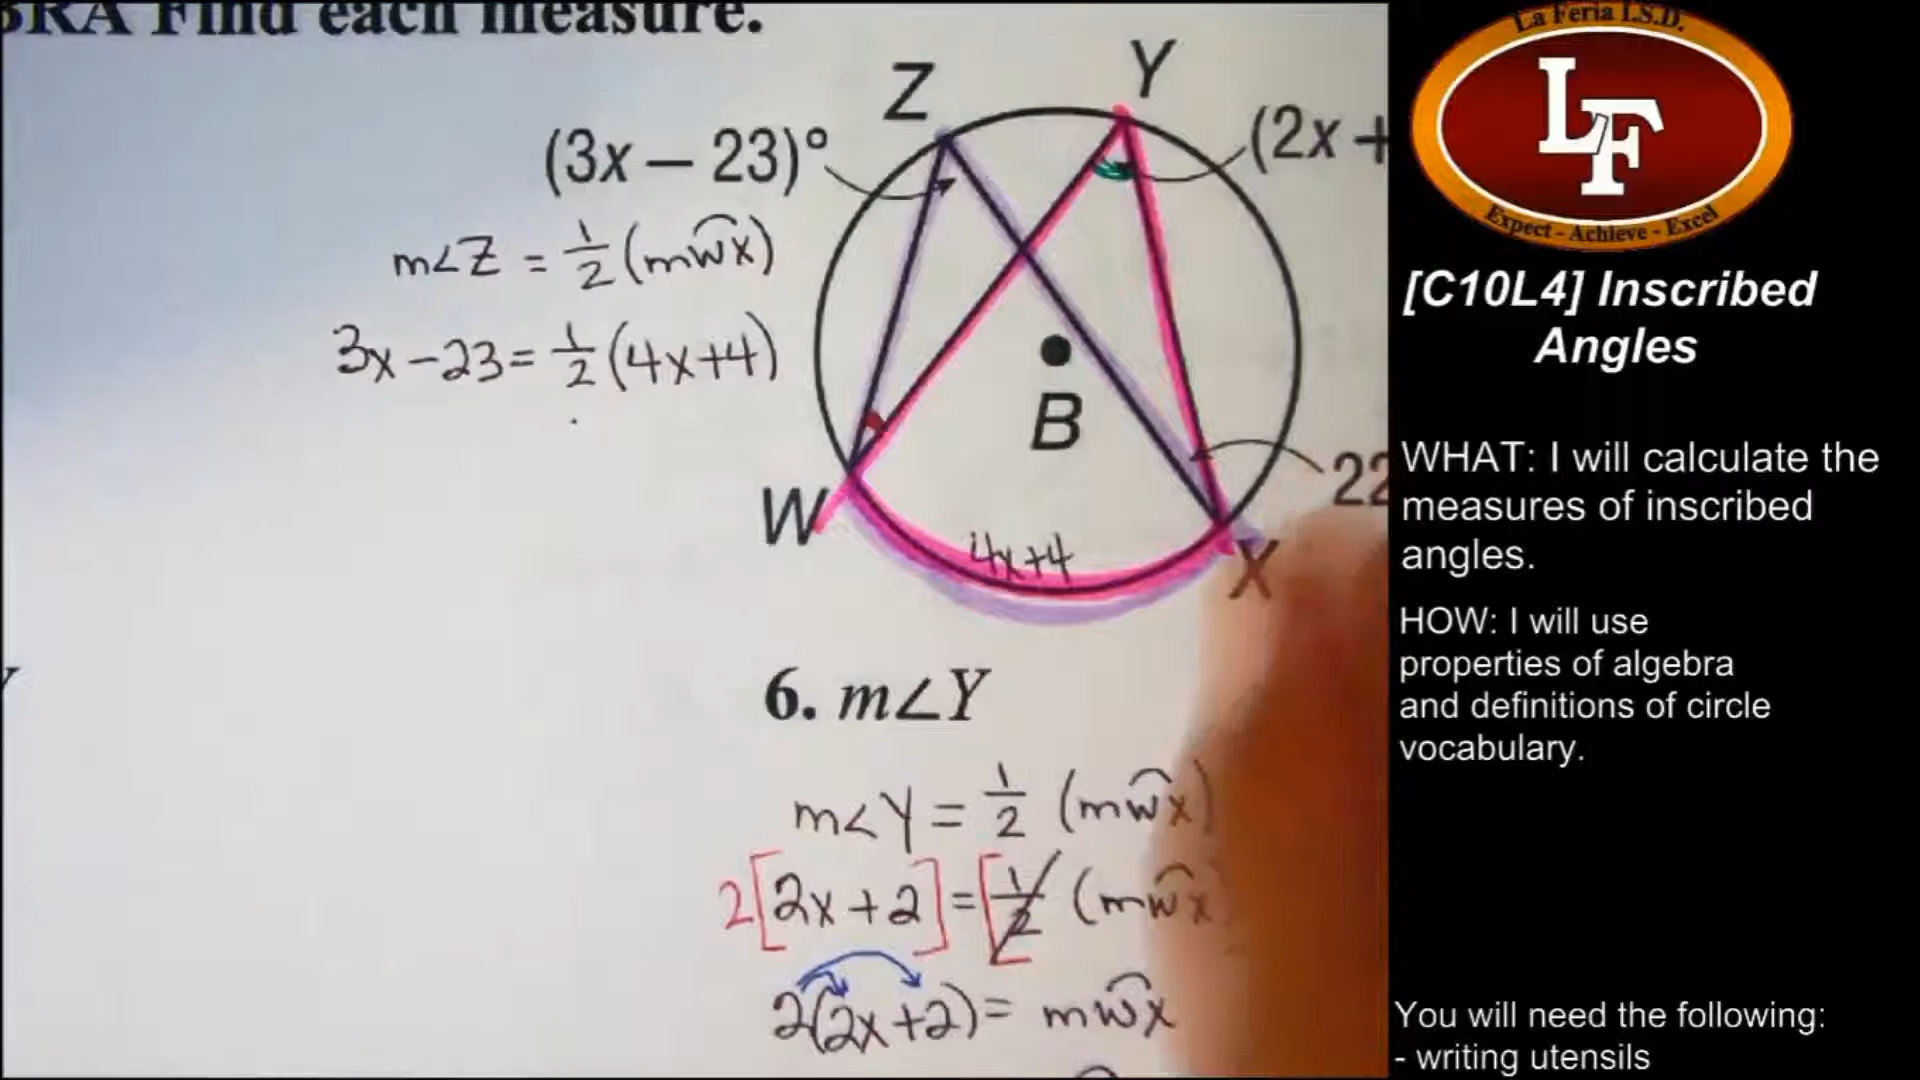 Find each measure.
Z
Y
(3x – 23)°
(2x +
m∠Z = 1/2 (mWX)
3x - 23 = 1/2 (4x+4)
B
22
W
4x+4
X
6. m∠Y
m∠Y = 1/2 (mWX)
2[2x + 2] = [1/2 (mWX
2(2x+2) = mWX
La Feria I.S.D.
LF
Expect - Achieve - Excel
[C10L4] Inscribed
Angles
WHAT: I will calculate the
measures of inscribed
angles.
HOW: I will use
properties of algebra
and definitions of circle
vocabulary.
You will need the following:
- writing utensils